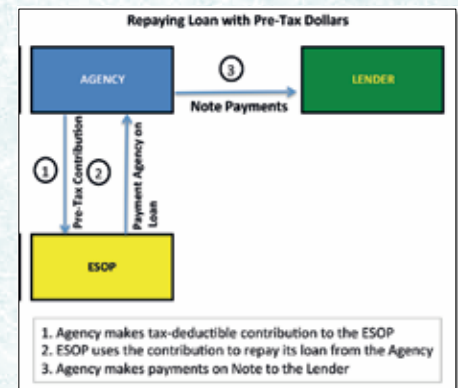 Repaying Loan with Pre-Tax Dollars
AGENCY
3
LENDER
Note Payments
1
Pre-Tax Contribution
2
Payment Agency on
Loan
ESOP
1. Agency makes tax-deductible contribution to the ESOP
2. ESOP uses the contribution to repay its loan from the Agency
3. Agency makes payments on Note to the Lender